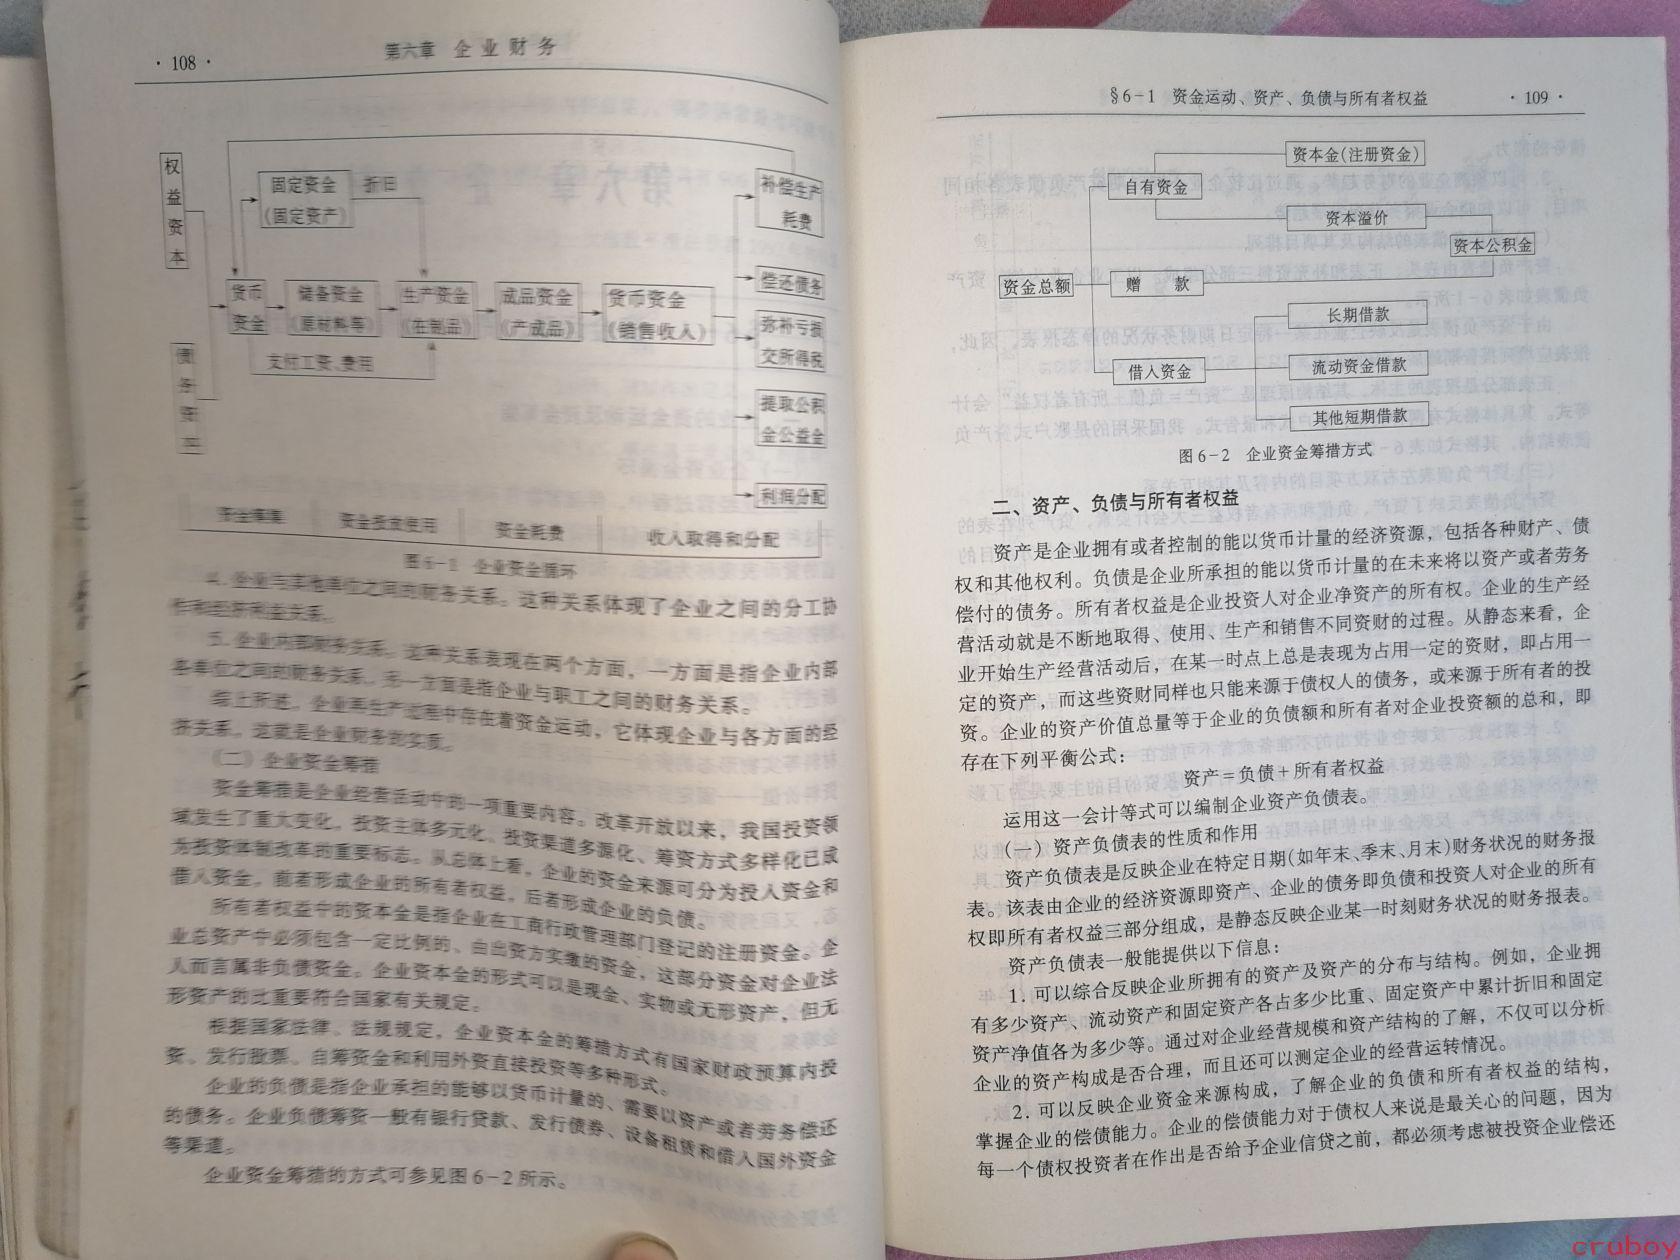 · 108 ·
第六章 企业财务
权益资本
固定资金
(固定资产)
折旧
补偿生产
耗费
货币
资金
储备资金
(原材料等)
生产资金
(在制品)
成品资金
(产成品)
货币资金
(销售收入)
偿还债务
弥补亏损
交所得税
支付工资、费用
债务资
提取公积
金公益金
利润分配
资金筹集
资金投放使用
资金耗费
收入取得和分配
图6-1 企业资金循环
4. 企业与其他单位之间的财务关系。这种关系体现了企业之间的分工协
作和经济利益关系。
5. 企业内部财务关系。这种关系表现在两个方面，一方面是指企业内部
各单位之间的财务关系，另一方面是指企业与职工之间的财务关系。
综上所述，企业再生产过程中存在着资金运动，它体现企业与各方面的经
济关系。这就是企业财务的实质。
(二) 企业资金筹措
资金筹措是企业经营活动中的一项重要内容。改革开放以来，我国投资领
域发生了重大变化。投资主体多元化、投资渠道多源化、筹资方式多样化已成
为投资体制改革的重要标志。从总体上看，企业的资金来源可分为投入资金和
借入资金，前者形成企业的所有者权益，后者形成企业的负债。
所有者权益中的资本金是指企业在工商行政管理部门登记的注册资金。企
业总资产中必须包含一定比例的、由出资方实缴的资金，这部分资金对企业法
人而言属非负债资金。企业资本金的形式可以是现金、实物或无形资产，但无
形资产的比重要符合国家有关规定。
根据国家法律、法规规定，企业资本金的筹措方式有国家财政预算内投
资、发行股票、自筹资金和利用外资直接投资等多种形式。
企业的负债是指企业承担的能够以货币计量的、需要以资产或者劳务偿还
的债务。企业负债筹资一般有银行贷款、发行债券、设备租赁和借入国外资金
等渠道。
企业资金筹措的方式可参见图6-2所示。
§6-1 资金运动、资产、负债与所有者权益
· 109 ·
资本金(注册资金)
自有资金
资本溢价
资本公积金
资金总额
赠 款
长期借款
借入资金
流动资金借款
其他短期借款
图6-2 企业资金筹措方式
二、资产、负债与所有者权益
资产是企业拥有或者控制的能以货币计量的经济资源，包括各种财产、债
权和其他权利。负债是企业所承担的能以货币计量的在未来将以资产或者劳务
偿付的债务。所有者权益是企业投资人对企业净资产的所有权。企业的生产经
营活动就是不断地取得、使用、生产和销售不同资财的过程。从静态来看，企
业开始生产经营活动后，在某一时点上总是表现为占用一定的资财，即占用一
定的资产，而这些资财同样也只能来源于债权人的债务，或来源于所有者的投
资。企业的资产价值总量等于企业的负债额和所有者对企业投资额的总和，即
存在下列平衡公式：
资产＝负债＋所有者权益
运用这一会计等式可以编制企业资产负债表。
(一) 资产负债表的性质和作用
资产负债表是反映企业在特定日期(如年末、季末、月末)财务状况的财务报
表。该表由企业的经济资源即资产、企业的债务即负债和投资人对企业的所有
权即所有者权益三部分组成，是静态反映企业某一时刻财务状况的财务报表。
资产负债表一般能提供以下信息：
1. 可以综合反映企业所拥有的资产及资产的分布与结构。例如，企业拥
有多少资产、流动资产和固定资产各占多少比重、固定资产中累计折旧和固定
资产净值各为多少等。通过对企业经营规模和资产结构的了解，不仅可以分析
企业的资产构成是否合理，而且还可以测定企业的经营运转情况。
2. 可以反映企业资金来源构成，了解企业的负债和所有者权益的结构，
掌握企业的偿债能力。企业的偿债能力对于债权人来说是最关心的问题，因为
每一个债权投资者在作出是否给予企业信贷之前，都必须考虑被投资企业偿还
cruboy